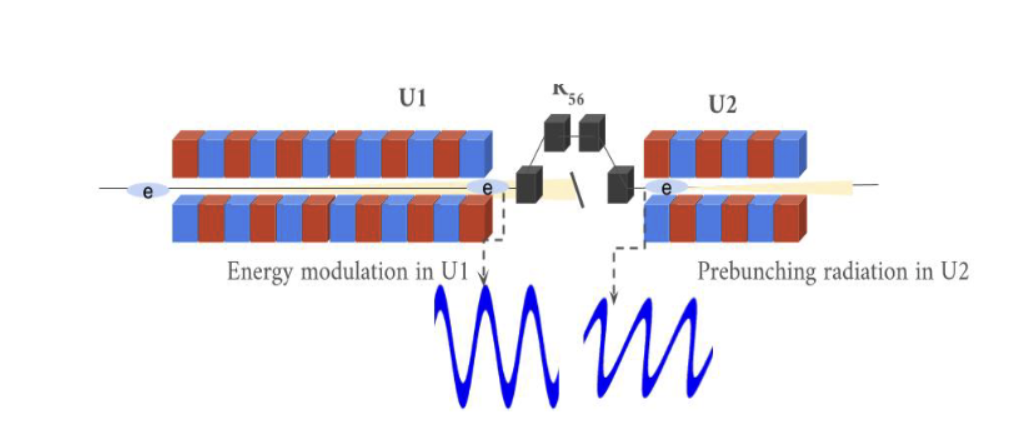 U1
R56
U2
e
e
e
Energy modulation in U1
Prebunching radiation in U2